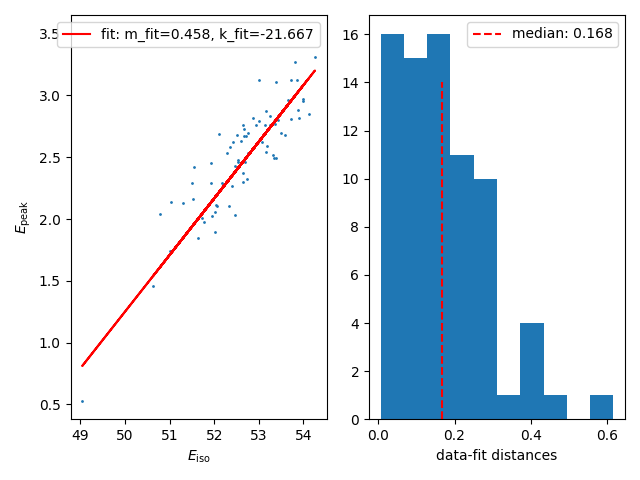 3.5
3.0
2.5
2.0
1.5
1.0
0.5
E_peak
49 50 51 52 53 54
E_iso
fit: m_fit=0.458, k_fit=-21.667
16
14
12
10
8
6
4
2
0
0.0 0.2 0.4 0.6
data-fit distances
median: 0.168